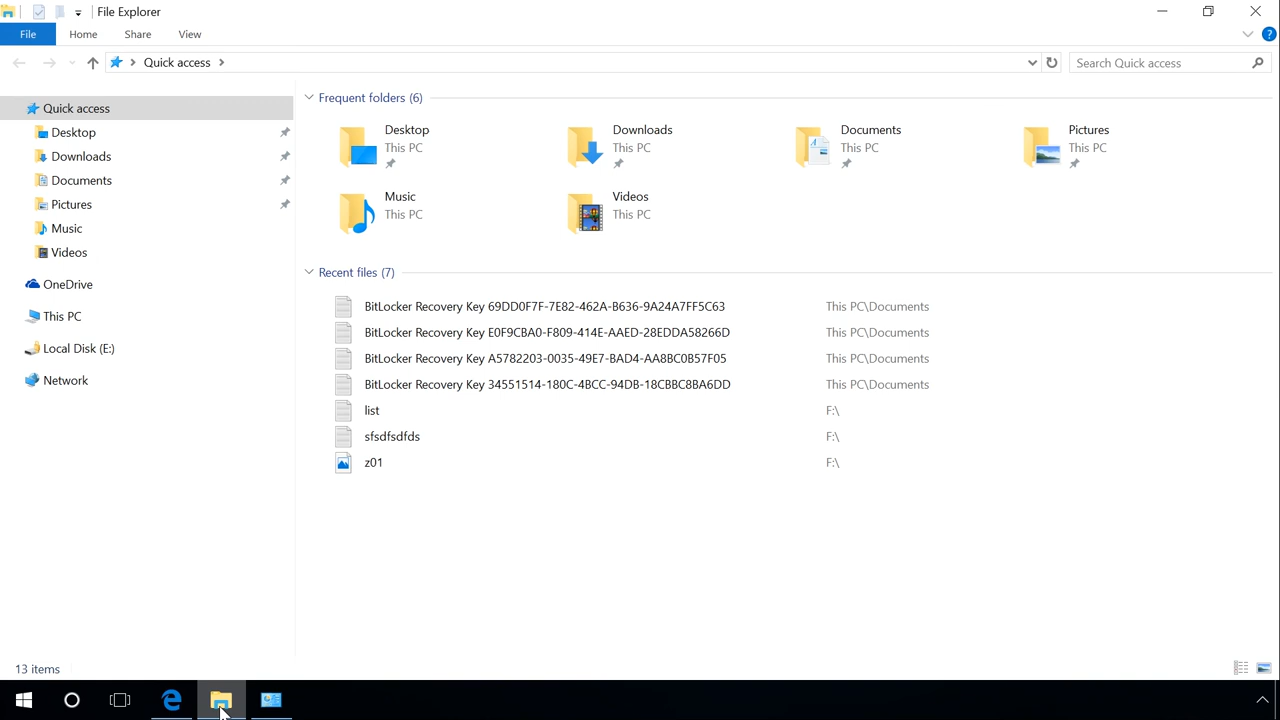 File Explorer
File Home Share View
Quick access
Search Quick access
Quick access
Desktop
Downloads
Documents
Pictures
Music
Videos
OneDrive
This PC
Local Disk (E:)
Network
Frequent folders (6)
Desktop
This PC
Downloads
This PC
Documents
This PC
Pictures
This PC
Music
This PC
Videos
This PC
Recent files (7)
BitLocker Recovery Key 69DD0F7F-7E82-462A-B636-9A24A7FF5C63 This PC\Documents
BitLocker Recovery Key E0F9CBA0-F809-414E-AAED-28EDDA58266D This PC\Documents
BitLocker Recovery Key A5782203-0035-49E7-BAD4-AA8BC0B57F05 This PC\Documents
BitLocker Recovery Key 34551514-180C-4BCC-94DB-18CBBC8BA6DD This PC\Documents
list F:\
sfsdfsdfds F:\
z01 F:\
13 items